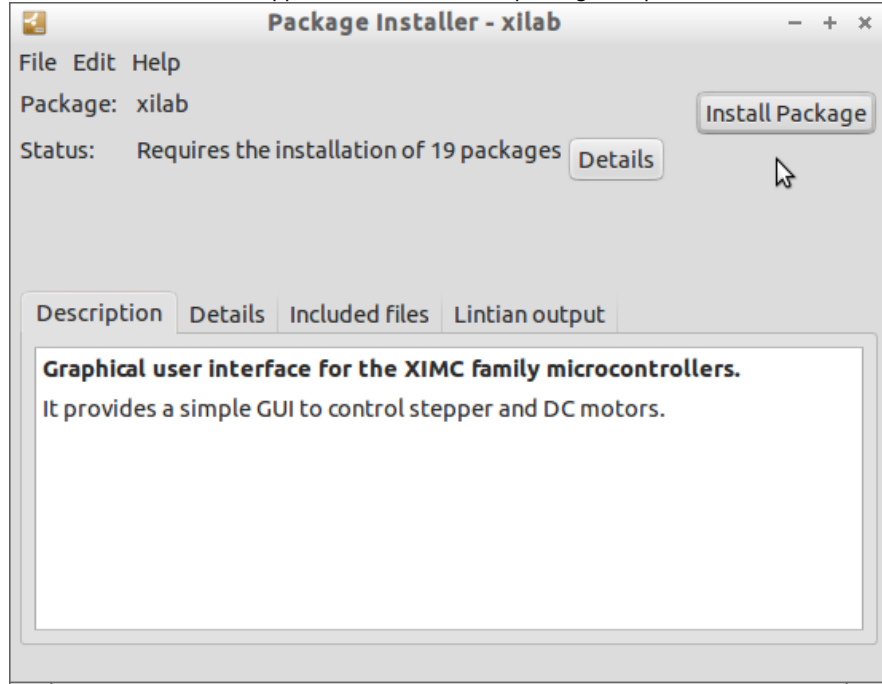 Package Installer - xilab
File Edit Help
Package: xilab
Install Package
Status: Requires the installation of 19 packages Details
Description Details Included files Lintian output
Graphical user interface for the XIMC family microcontrollers.
It provides a simple GUI to control stepper and DC motors.